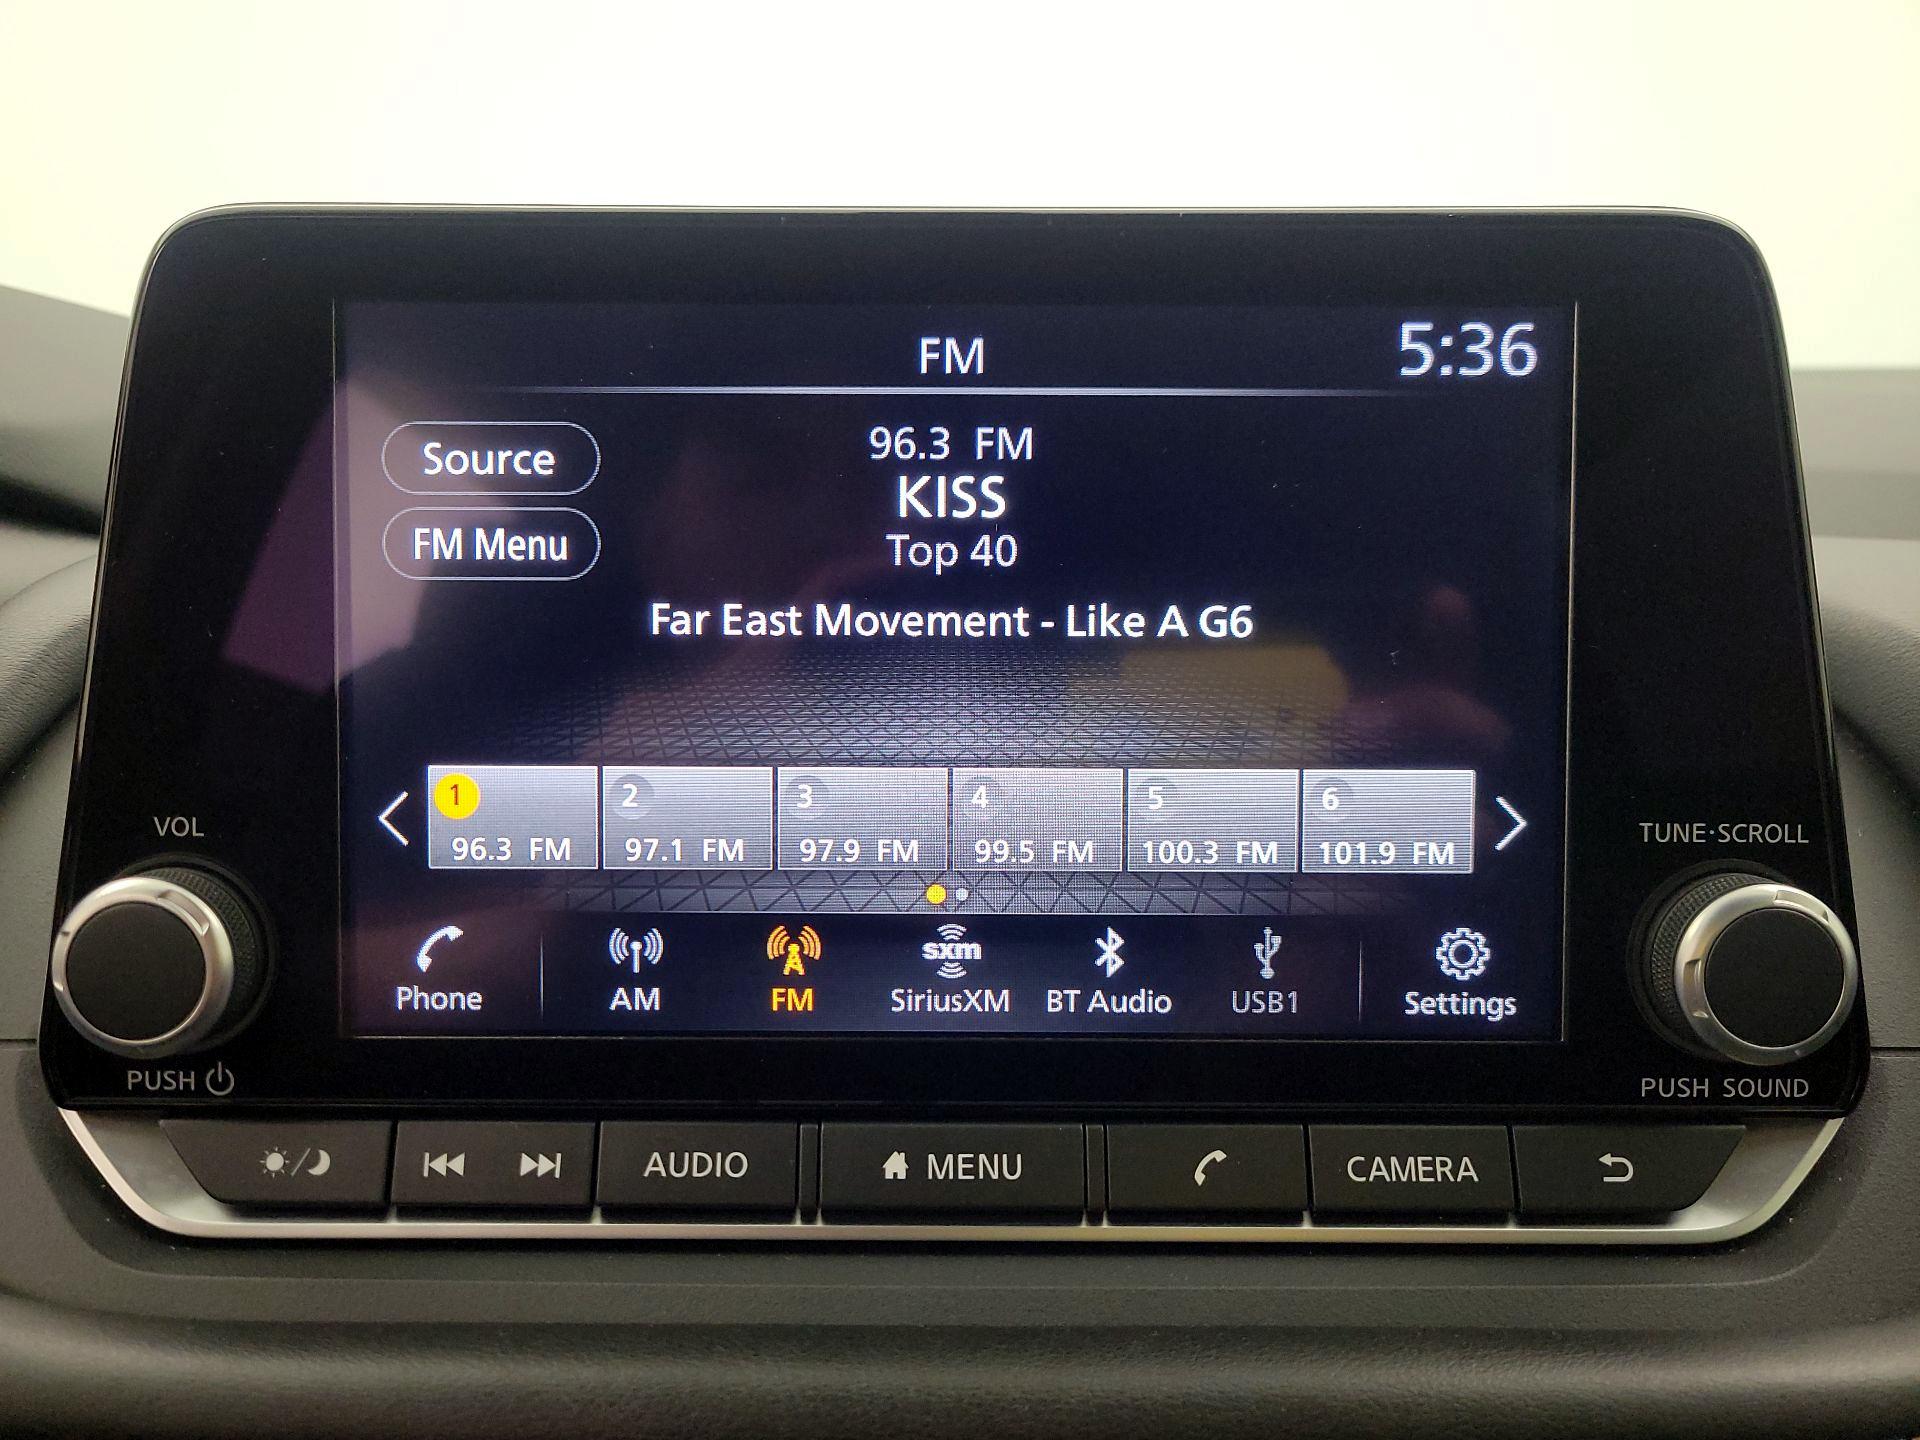 FM
5:36
Source
96.3 FM
KISS
FM Menu
Top 40
Far East Movement - Like A G6
1 2 3 4 5 6
96.3 FM 97.1 FM 97.9 FM 99.5 FM 100.3 FM 101.9 FM
VOL
TUNE·SCROLL
sxm
Phone AM FM SiriusXM BT Audio USB1 Settings
PUSH
PUSH SOUND
AUDIO MENU CAMERA